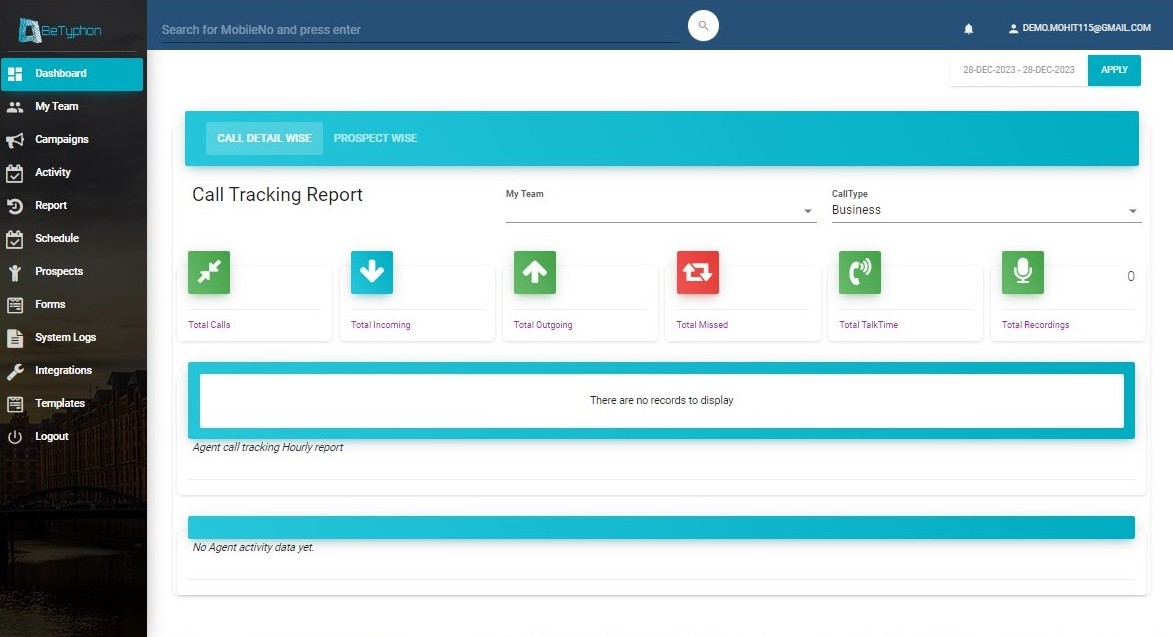 BeTyphon
Search for MobileNo and press enter
DEMO.MOHIT115@GMAIL.COM
Dashboard
My Team
Campaigns
Activity
Report
Schedule
Prospects
Forms
System Logs
Integrations
Templates
Logout
28-DEC-2023 - 28-DEC-2023
APPLY
CALL DETAIL WISE
PROSPECT WISE
Call Tracking Report
My Team
CallType
Business
Total Calls
Total Incoming
Total Outgoing
Total Missed
Total TalkTime
0
Total Recordings
There are no records to display
Agent call tracking Hourly report
No Agent activity data yet.